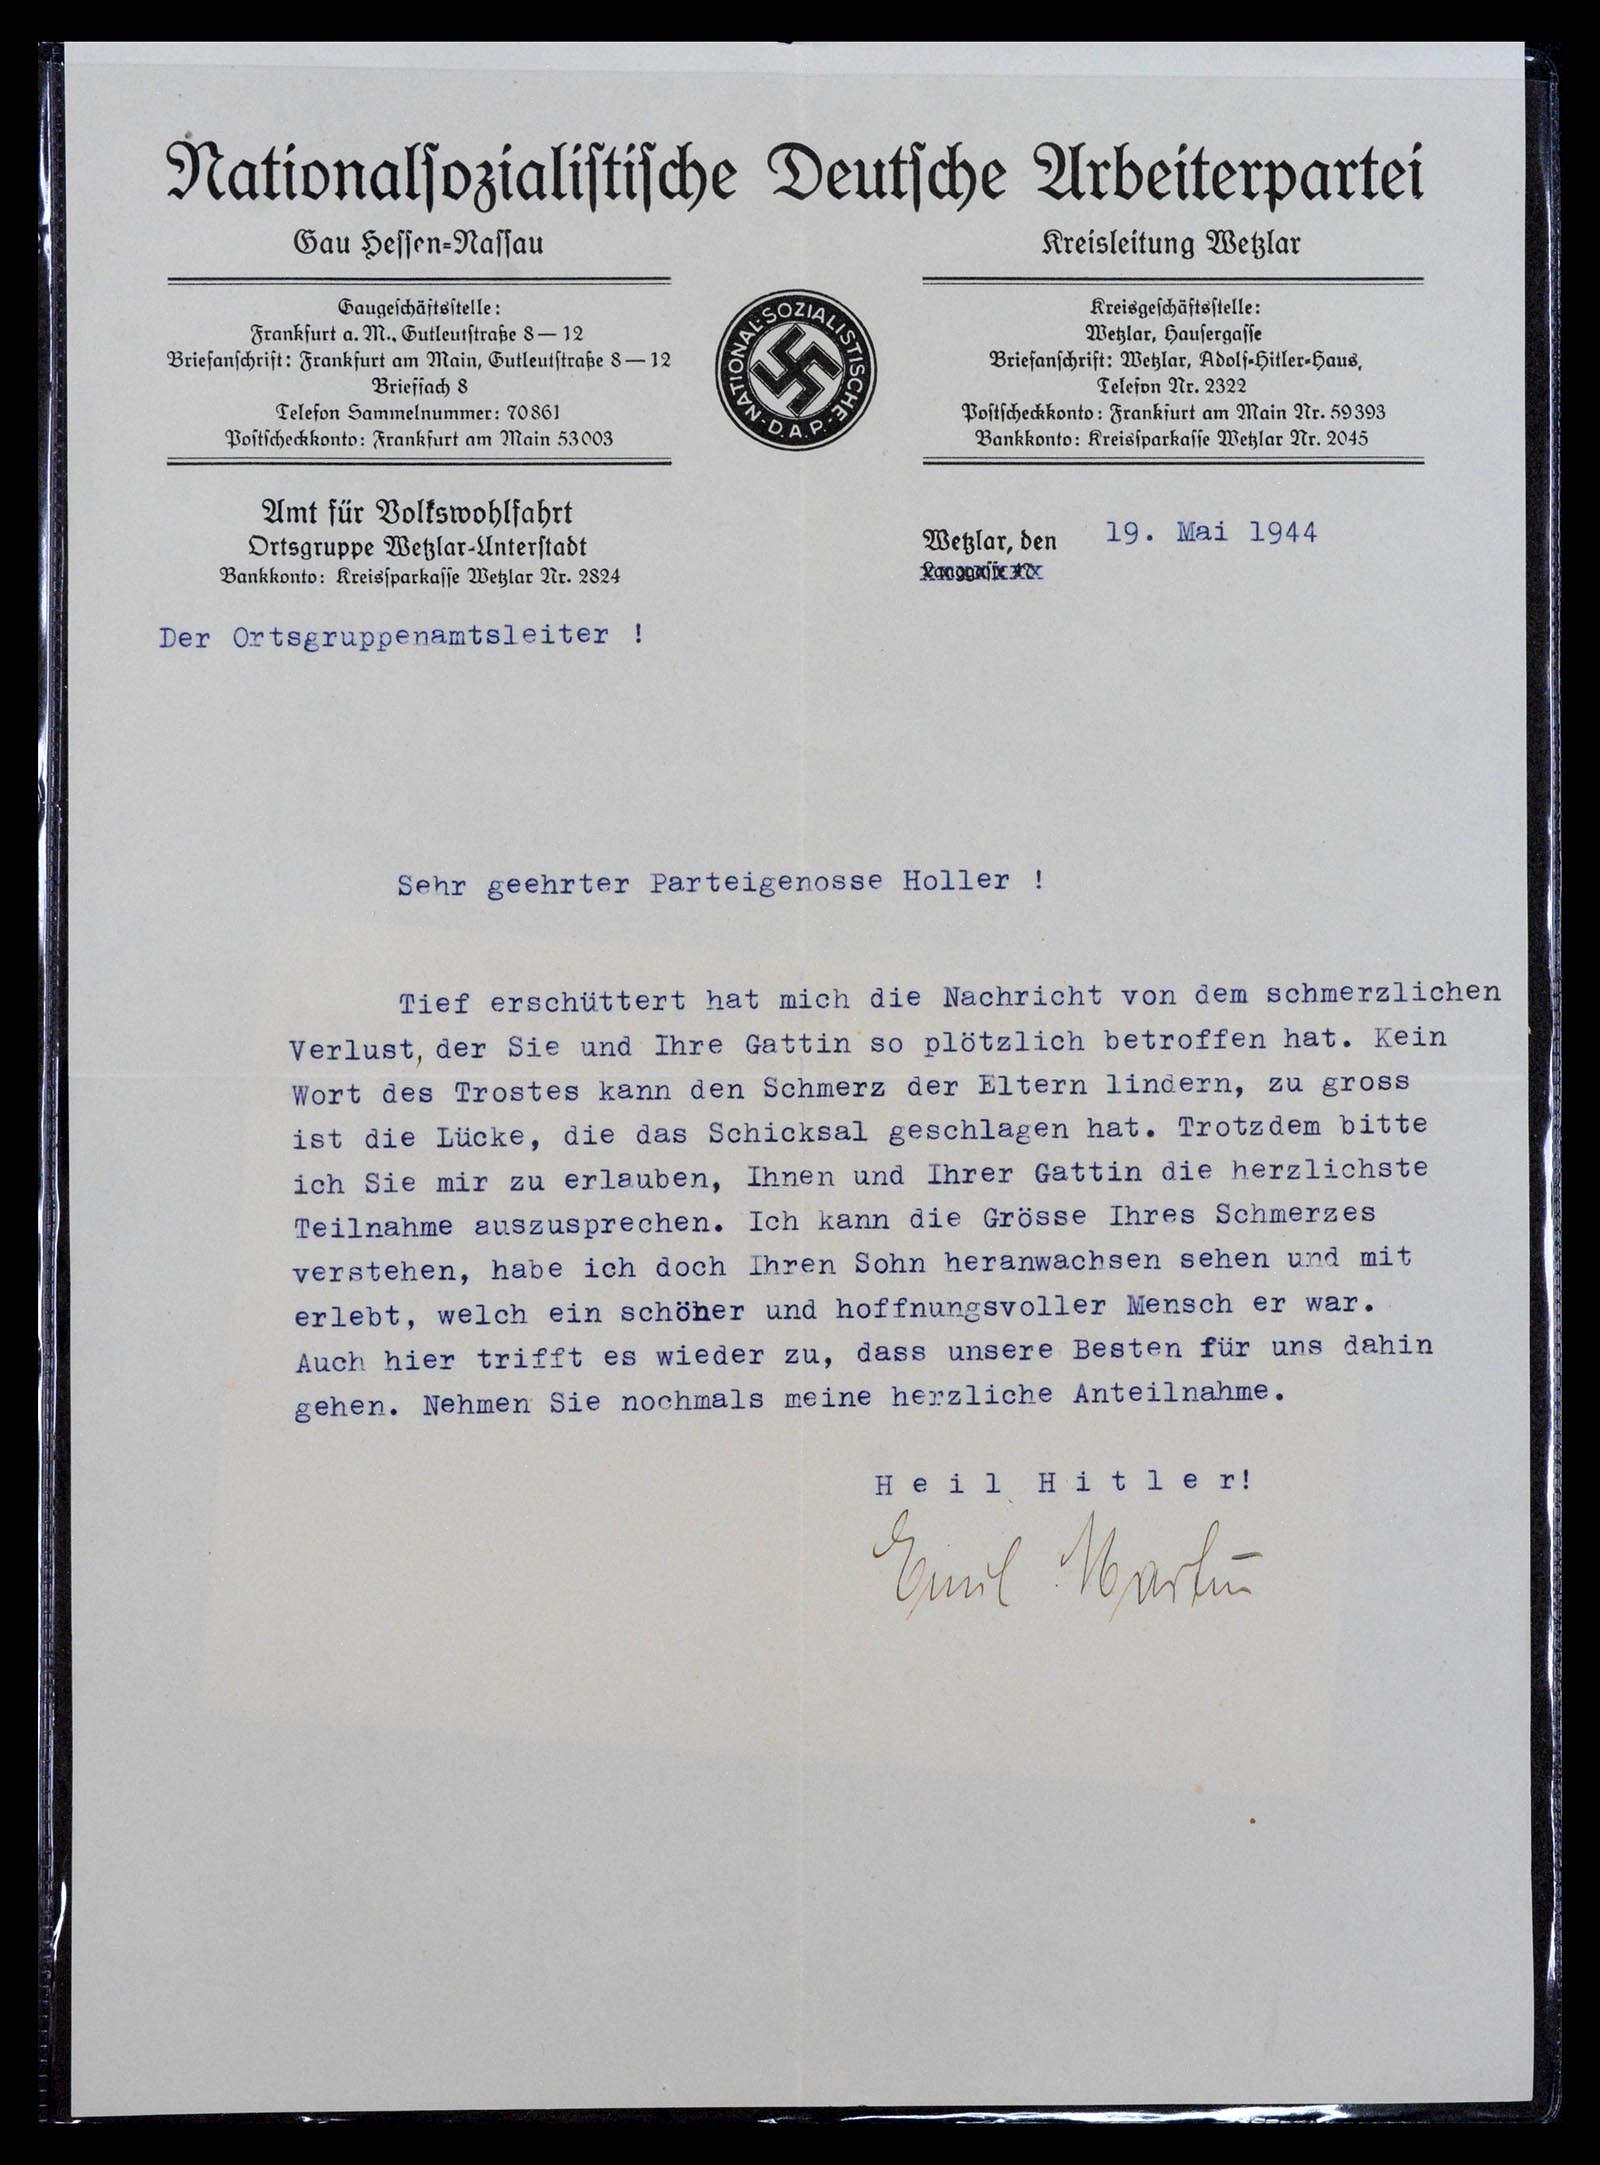 Nationalsozialistische Deutsche Arbeiterpartei
Gau Hessen-Nassau
Gaugeschäftsstelle:
Frankfurt a. M., Gutleutstraße 8—12
Briefanschrift: Frankfurt am Main, Gutleutstraße 8—12
Brieffach 8
Telefon Sammelnummer: 70861
Postscheckkonto: Frankfurt am Main 53003
NATIONAL-SOZIALISTISCHE-D.A.P.-
Kreisleitung Wetzlar
Kreisgeschäftsstelle:
Wetzlar, Hausergasse
Briefanschrift: Wetzlar, Adolf-Hitler-Haus,
Telefon Nr. 2322
Postscheckkonto: Frankfurt am Main Nr. 59393
Bankkonto: Kreissparkasse Wetzlar Nr. 2045
Amt für Volkswohlfahrt
Ortsgruppe Wetzlar-Unterstadt
Bankkonto: Kreissparkasse Wetzlar Nr. 2824
Wetzlar, den 19. Mai 1944
Langgasse
Der Ortsgruppenamtsleiter !
Sehr geehrter Parteigenosse Holler !
Tief erschüttert hat mich die Nachricht von dem schmerzlichen
Verlust, der Sie und Ihre Gattin so plötzlich betroffen hat. Kein
Wort des Trostes kann den Schmerz der Eltern lindern, zu gross
ist die Lücke, die das Schicksal geschlagen hat. Trotzdem bitte
ich Sie mir zu erlauben, Ihnen und Ihrer Gattin die herzlichste
Teilnahme auszusprechen. Ich kann die Grösse Ihres Schmerzes
verstehen, habe ich doch Ihren Sohn heranwachsen sehen und mit
erlebt, welch ein schöner und hoffnungsvoller Mensch er war.
Auch hier trifft es wieder zu, dass unsere Besten für uns dahin
gehen. Nehmen Sie nochmals meine herzliche Anteilnahme.
H e i l  H i t l e r!
Emil Martin